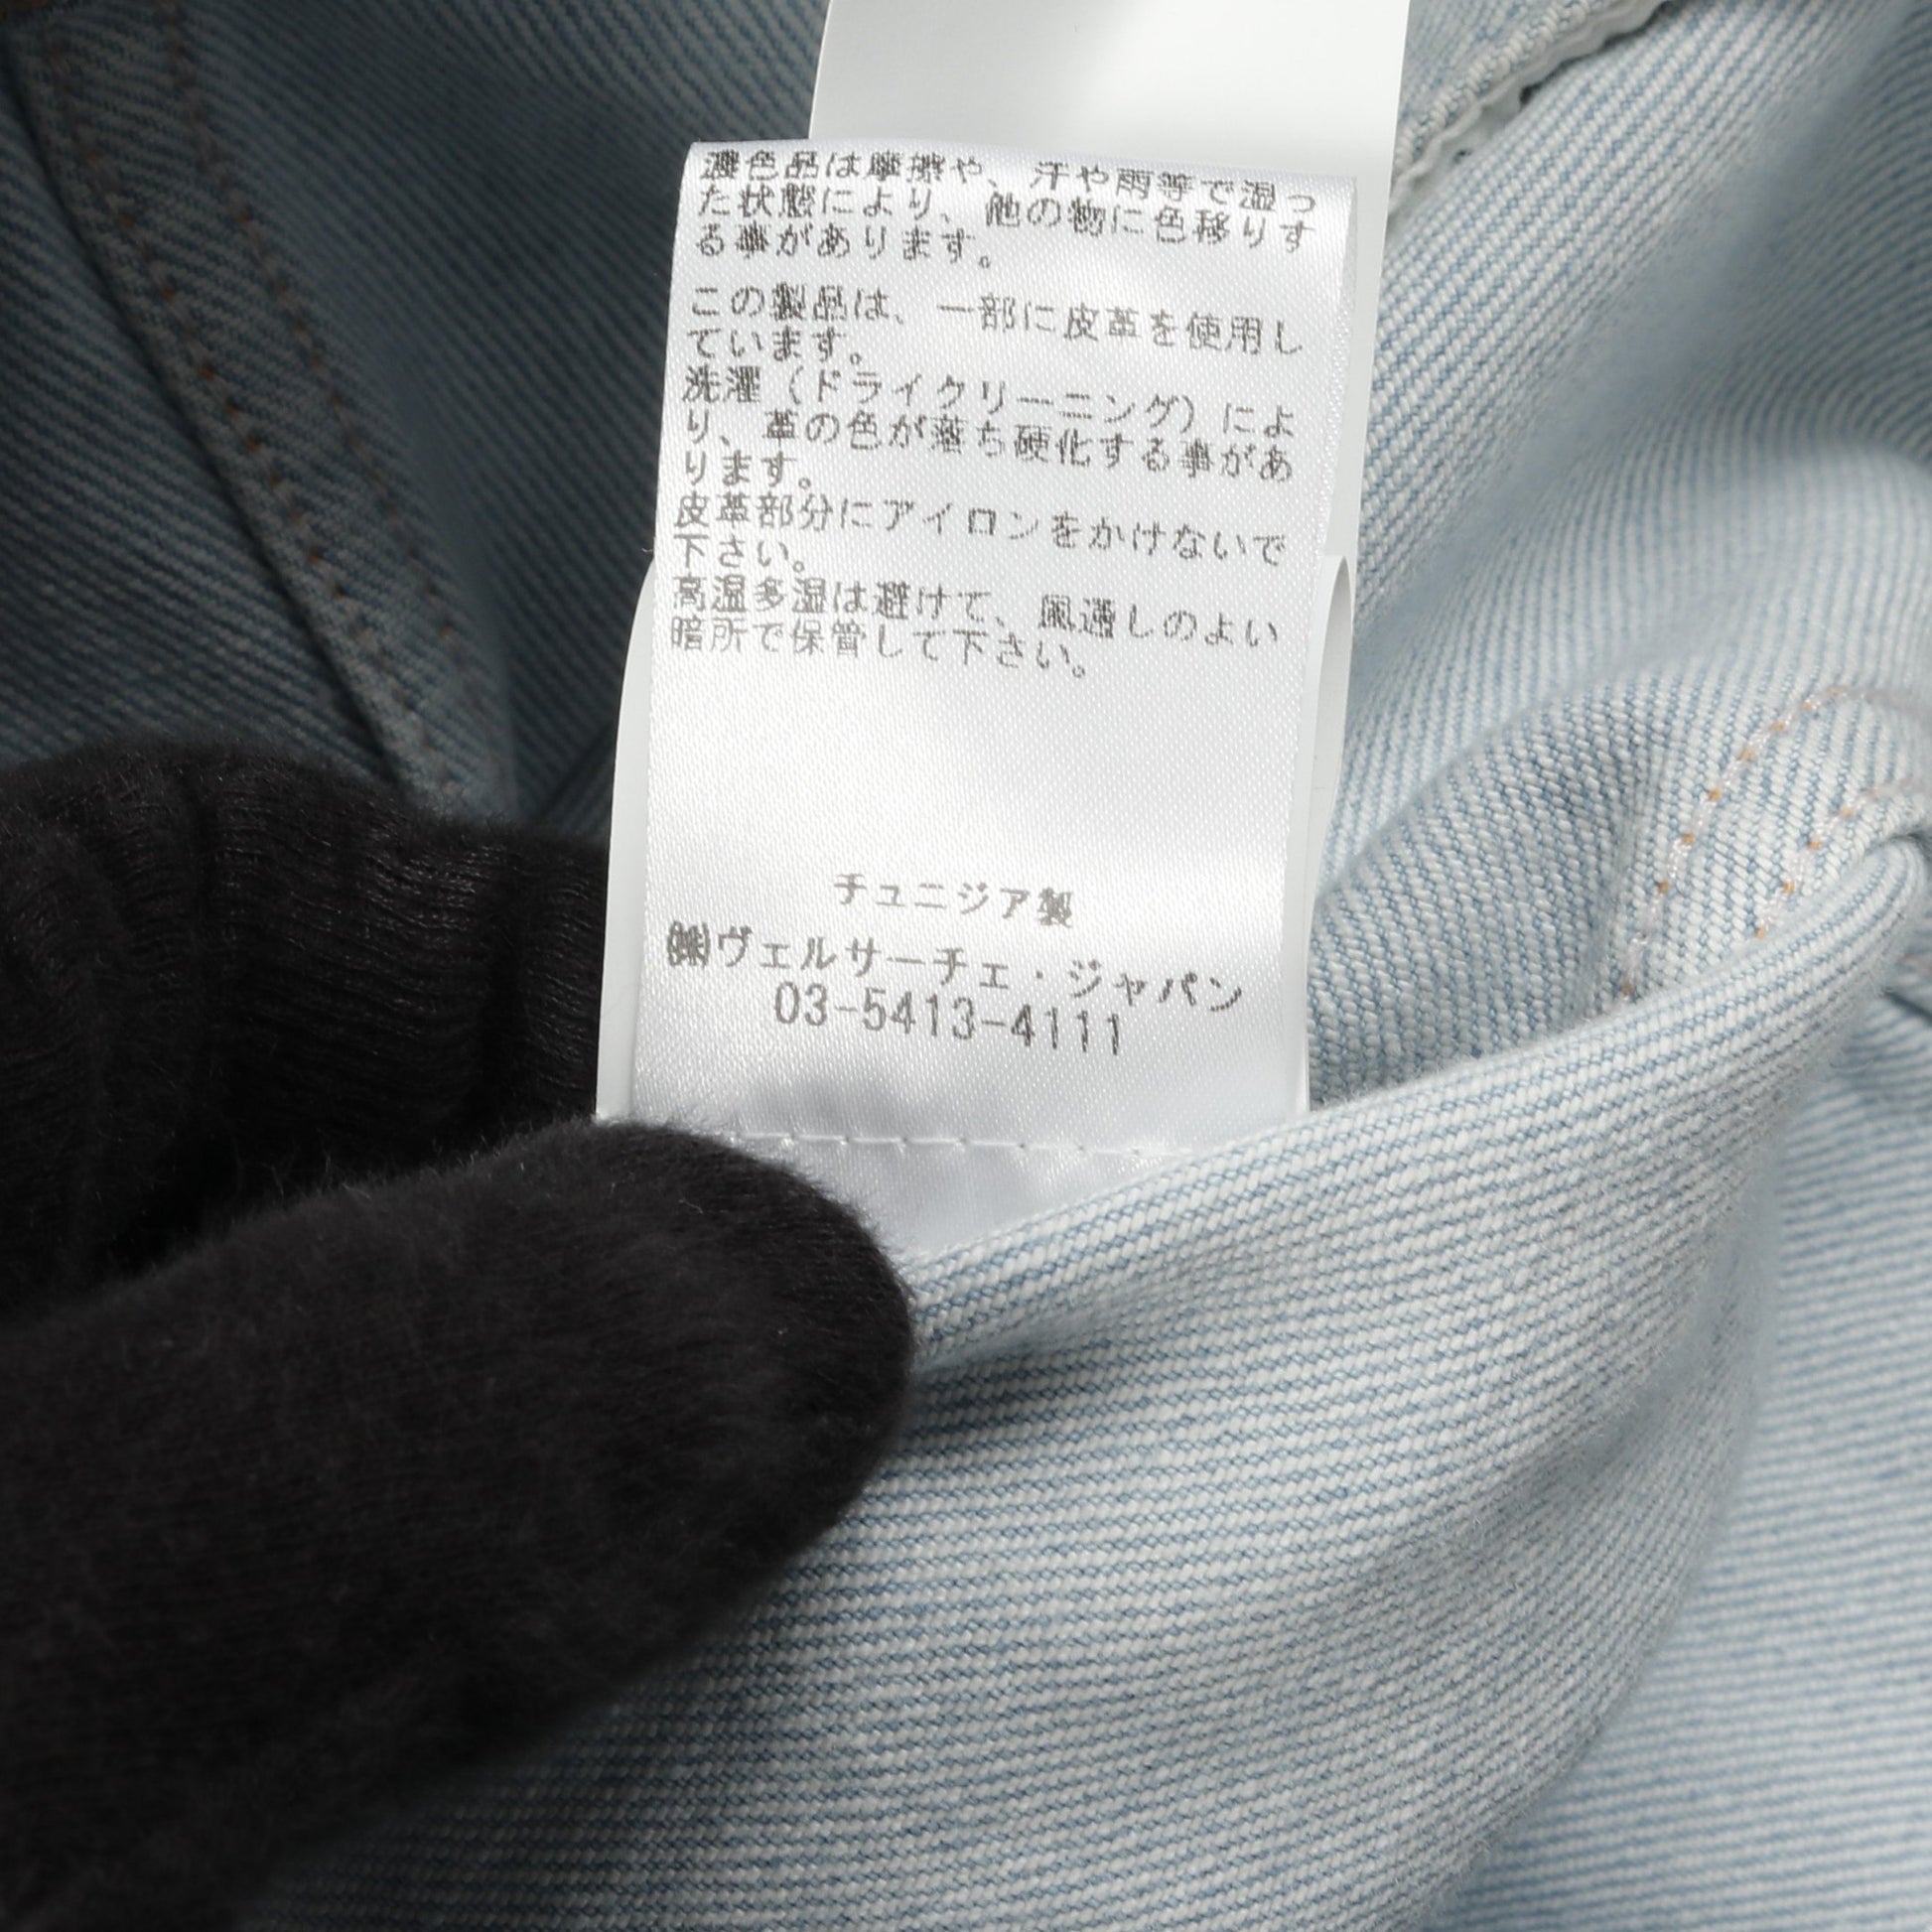 濃色品は摩擦や、汗や雨等で湿っ
た状態により、他の物に色移りす
る事があります。
この製品は、一部に皮革を使用し
ています。
洗濯（ドライクリーニング）によ
り、革の色が落ち硬化する事があ
ります。
皮革部分にアイロンをかけないで
下さい。
高温多湿は避けて、風通しのよい
暗所で保管して下さい。
チュニジア製
㈱ヴェルサーチェ・ジャパン
03-5413-4111